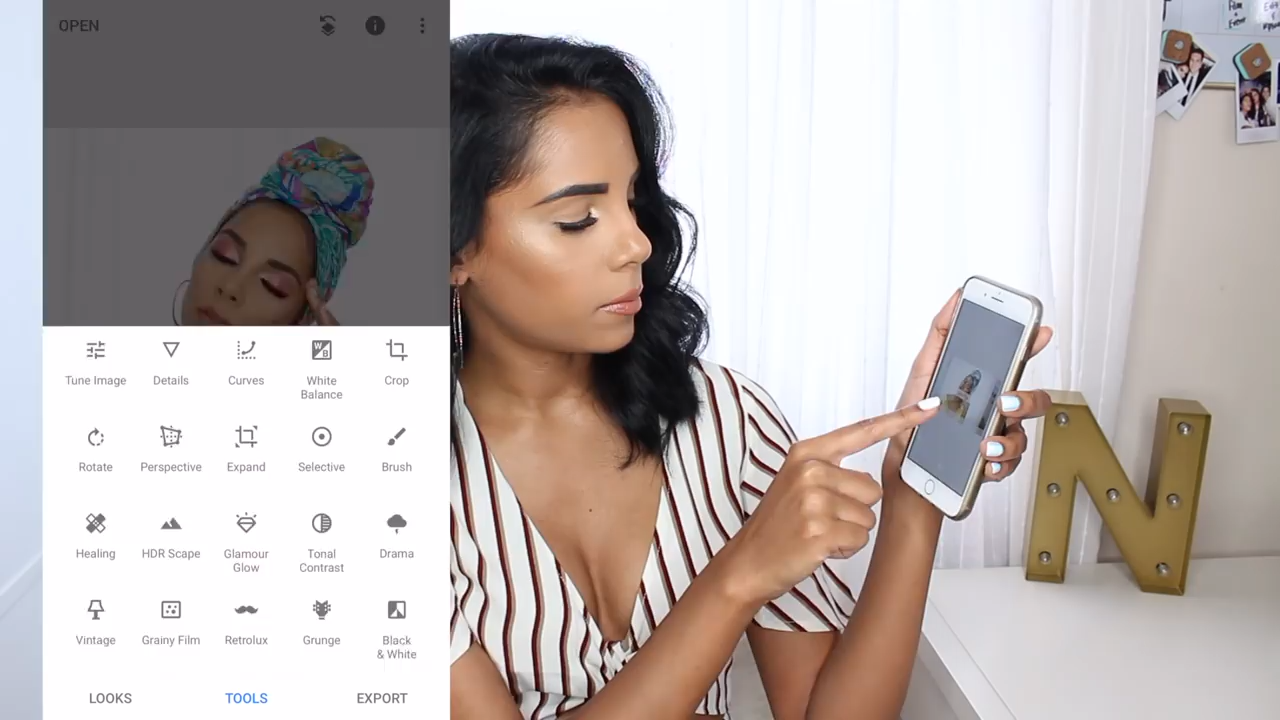 OPEN
Tune Image
Details
Curves
White
Balance
Crop
Rotate
Perspective
Expand
Selective
Brush
Healing
HDR Scape
Glamour
Glow
Tonal
Contrast
Drama
Vintage
Grainy Film
Retrolux
Grunge
Black
& White
LOOKS
TOOLS
EXPORT
N